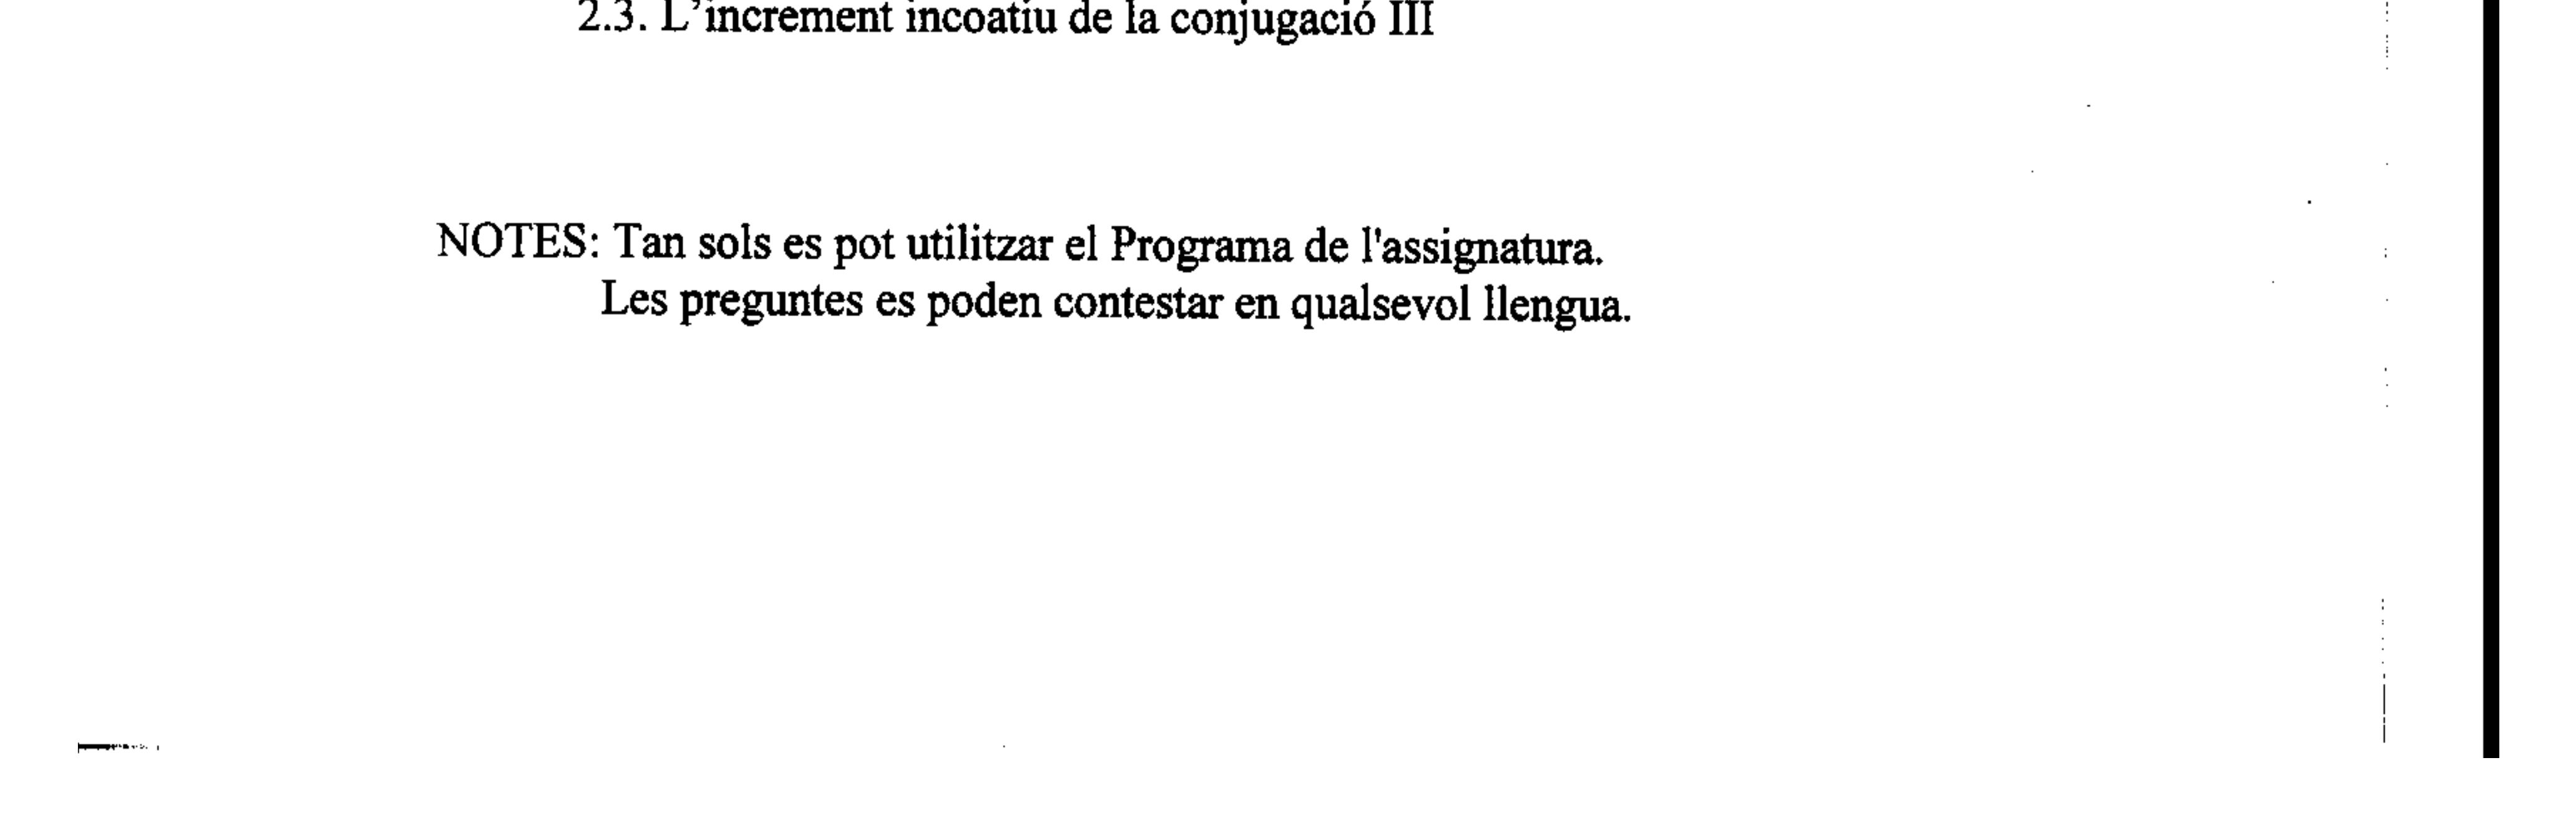 2.3. L’increment incoatiu de la conjugació III
NOTES: Tan sols es pot utilitzar el Programa de l'assignatura.
Les preguntes es poden contestar en qualsevol llengua.